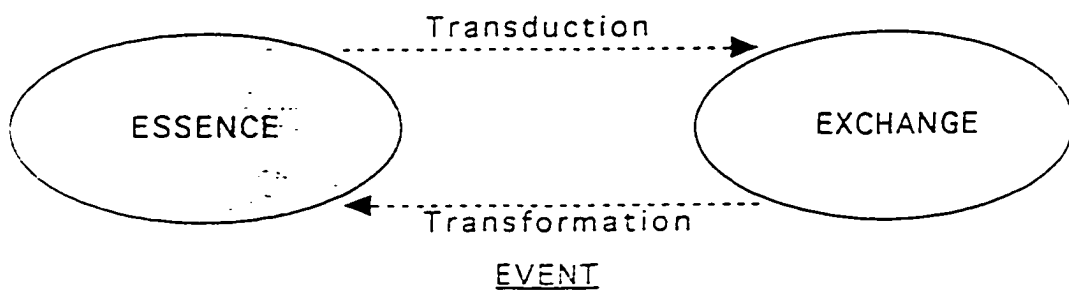 Transduction
ESSENCE
EXCHANGE
Transformation
EVENT